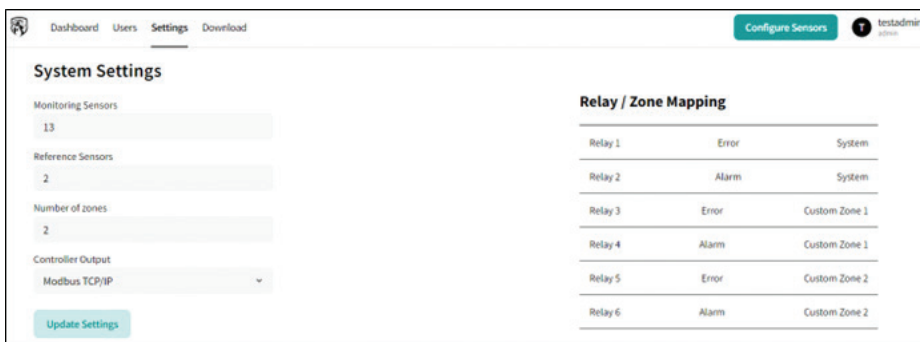 Dashboard Users Settings Download Configure Sensors T testadmin
admin
System Settings
Monitoring Sensors
13
Reference Sensors
2
Number of zones
2
Controller Output
Modbus TCP/IP
Update Settings
Relay / Zone Mapping
Relay 1 Error System
Relay 2 Alarm System
Relay 3 Error Custom Zone 1
Relay 4 Alarm Custom Zone 1
Relay 5 Error Custom Zone 2
Relay 6 Alarm Custom Zone 2